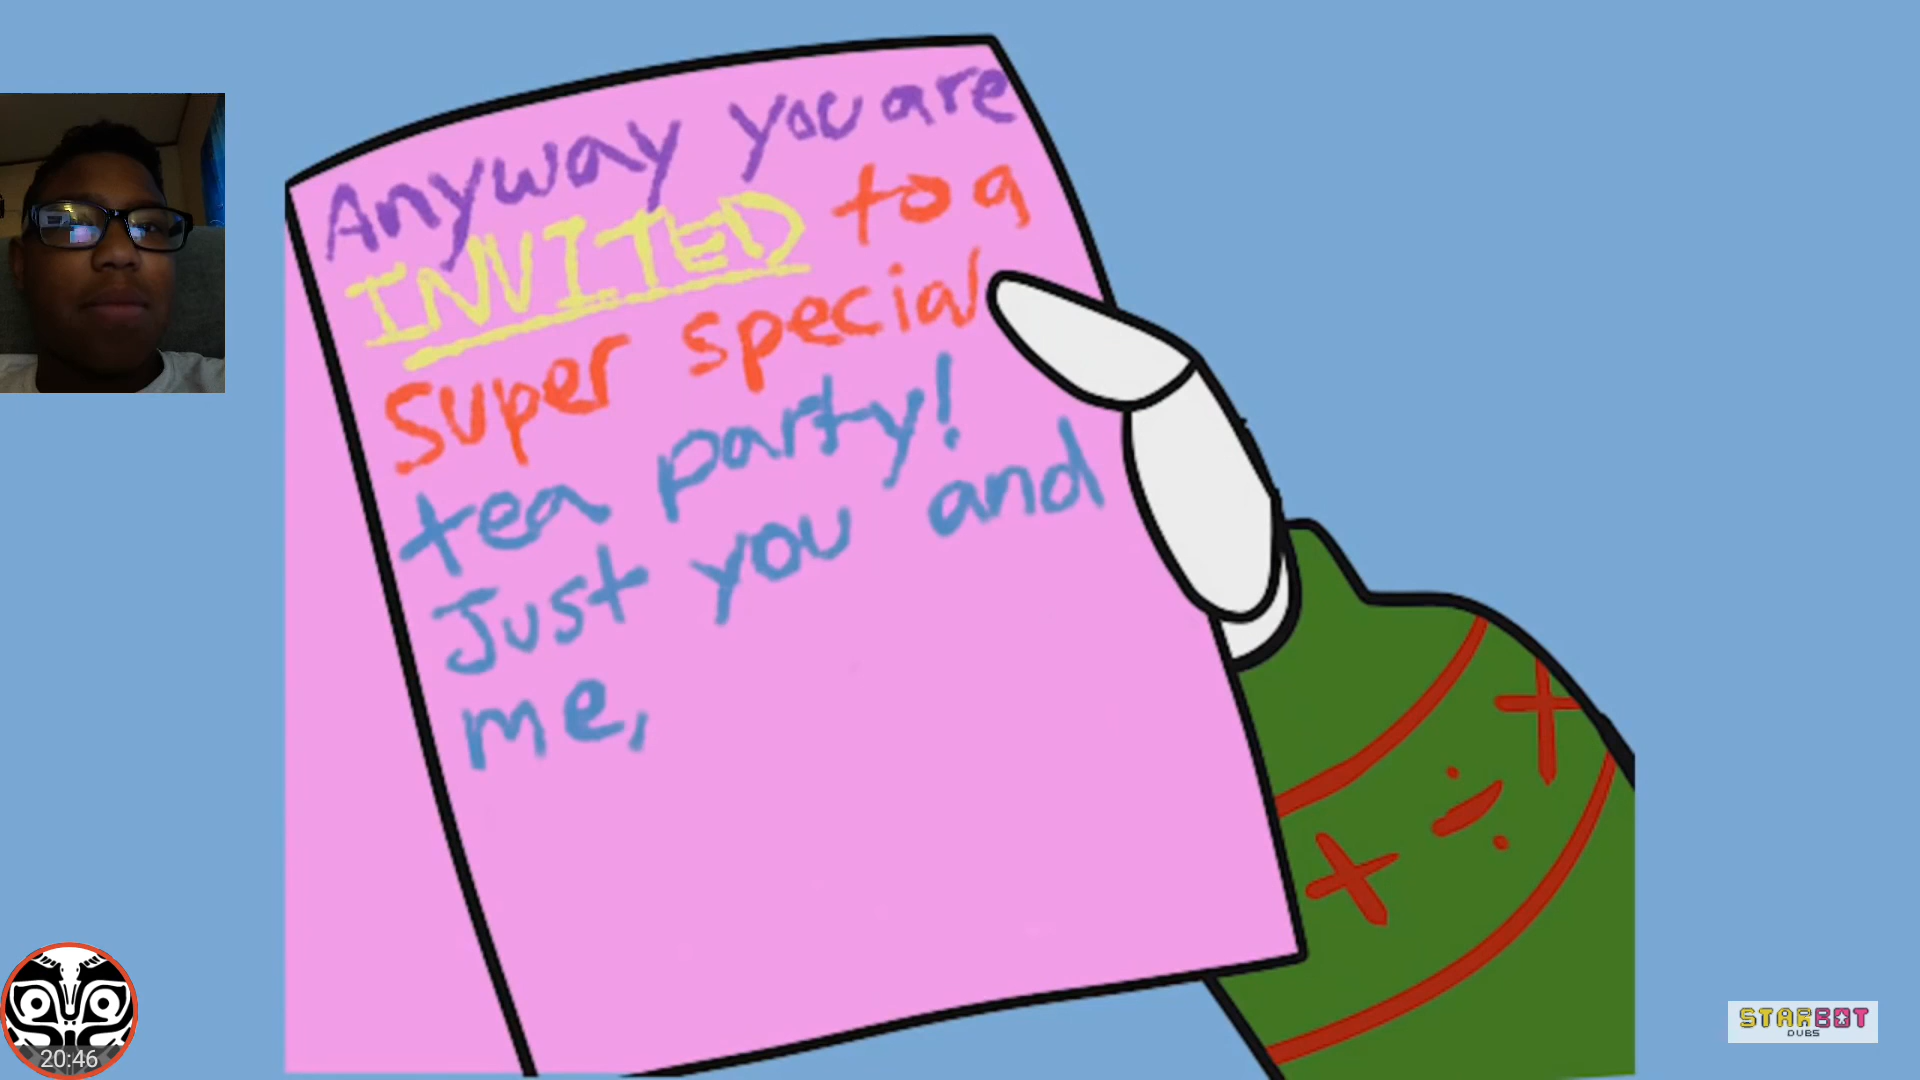 Anyway you are
INVITED to a
super special
tea party!
Just you and
me,
20:46
STARBOT
DUBS